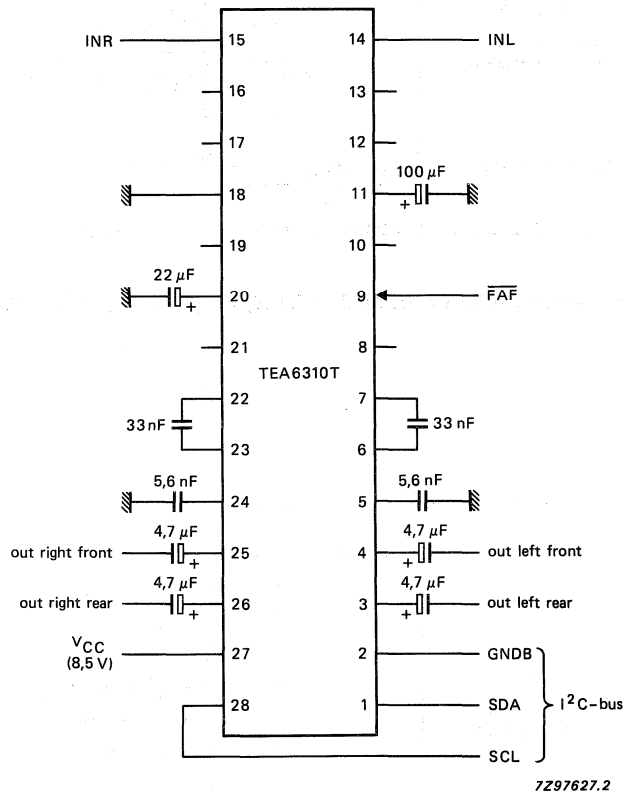 INR 15 14 INL
16 13
17 12
100 µF
18 11 +
19 10
22 µF
+ 20 9 F̅A̅F̅
21 8
TEA6310T
22 7
33 nF 33 nF
23 6
5,6 nF 5,6 nF
24 5
4,7 µF 4,7 µF
out right front + 25 4 + out left front
4,7 µF 4,7 µF
out right rear + 26 3 + out left rear
VCC 27 2 GNDB
(8,5 V)
28 1 SDA I²C-bus
SCL
7Z97627.2